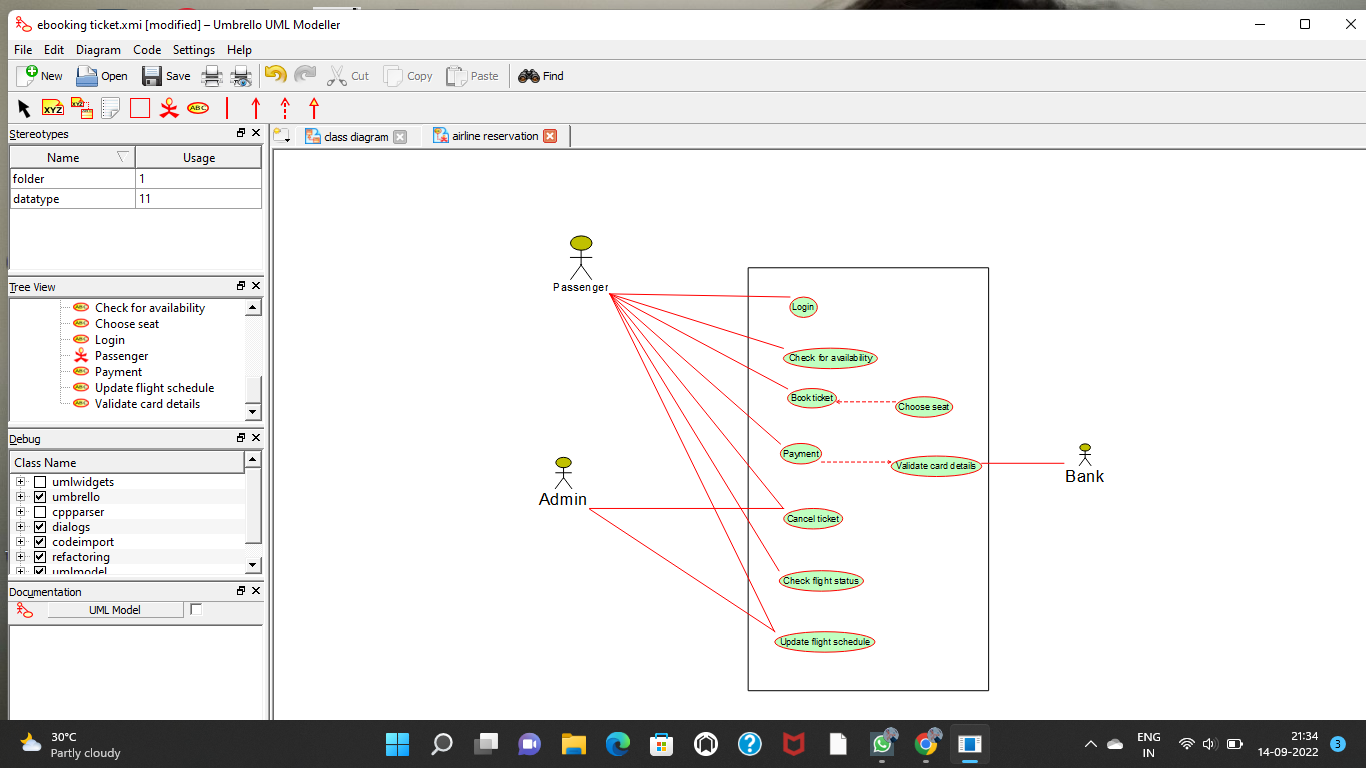 ebooking ticket.xmi [modified] – Umbrello UML Modeller
File Edit Diagram Code Settings Help
New Open Save Cut Copy Paste Find
XYZ XYZ ABC
Stereotypes
class diagram airline reservation
Name Usage
folder 1
datatype 11
Tree View
Check for availability
Choose seat
Login
Passenger
Payment
Update flight schedule
Validate card details
Debug
Class Name
umlwidgets
umbrello
cppparser
dialogs
codeimport
refactoring
umlmodel
Documentation
UML Model
Passenger
Login
Check for availability
Book ticket
Choose seat
Payment
Validate card details
Bank
Admin
Cancel ticket
Check flight status
Update flight schedule
30°C
Partly cloudy
ENG
IN
21:34
14-09-2022
3